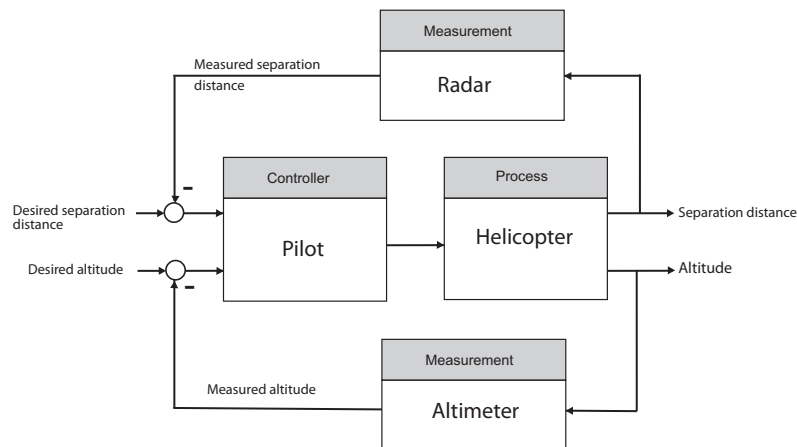 Measurement
Radar
Measured separation
distance
Controller
Pilot
Process
Helicopter
Desired separation
distance
Separation distance
Desired altitude
Altitude
Measurement
Altimeter
Measured altitude